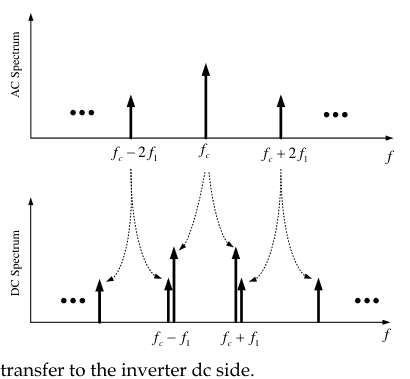 AC Spectrum
f_c − 2f_1
f_c
f_c + 2f_1
f
DC Spectrum
f_c − f_1
f_c + f_1
f
transfer to the inverter dc side.